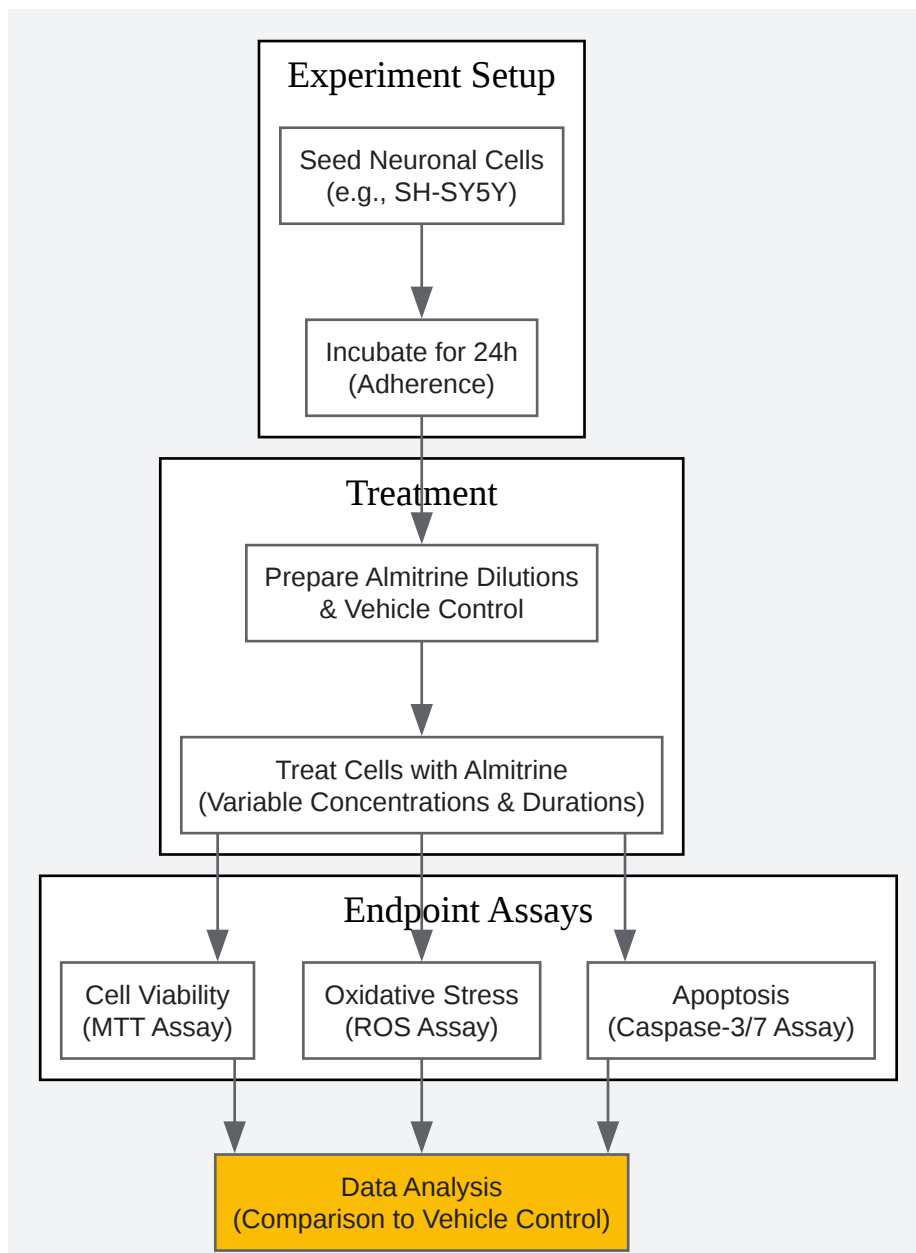 Experiment Setup
Seed Neuronal Cells
(e.g., SH-SY5Y)
Incubate for 24h
(Adherence)
Treatment
Prepare Almitrine Dilutions
& Vehicle Control
Treat Cells with Almitrine
(Variable Concentrations & Durations)
Endpoint Assays
Cell Viability
(MTT Assay)
Oxidative Stress
(ROS Assay)
Apoptosis
(Caspase-3/7 Assay)
Data Analysis
(Comparison to Vehicle Control)